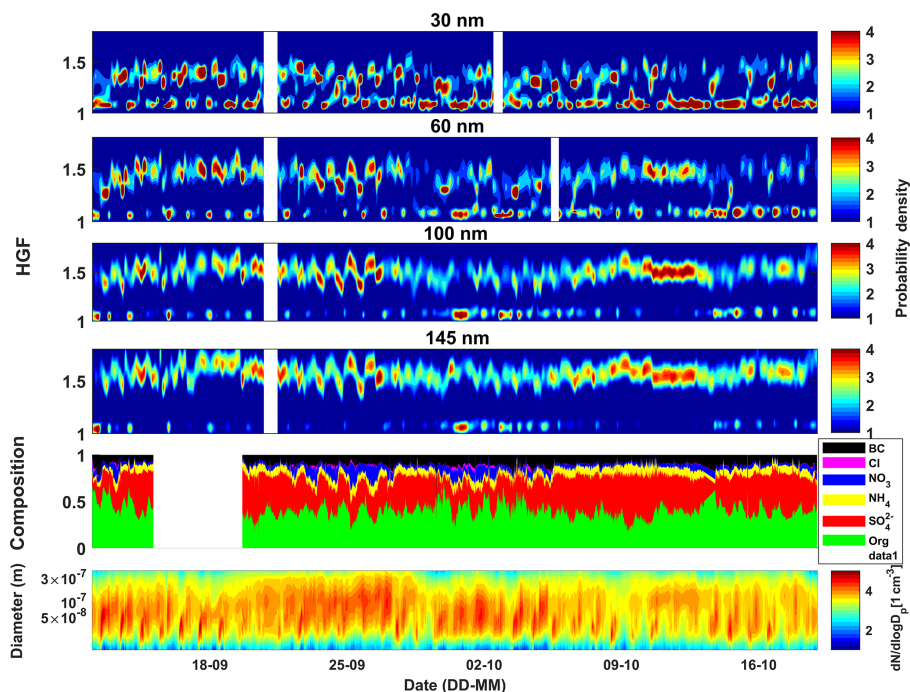 30 nm
1.5
1
4
3
2
1
60 nm
1.5
1
4
3
2
1
100 nm
1.5
1
4
3
2
1
145 nm
1.5
1
4
3
2
1
HGF
Probability density
Composition
1
0.5
0
BC
Cl
NO3
NH4
SO4^2-
Org
data1
Diameter (m)
3×10^-7
10^-7
5×10^-8
5
4
3
2
dN/dlogDp[1 cm^-3]
18-09 25-09 02-10 09-10 16-10
Date (DD-MM)